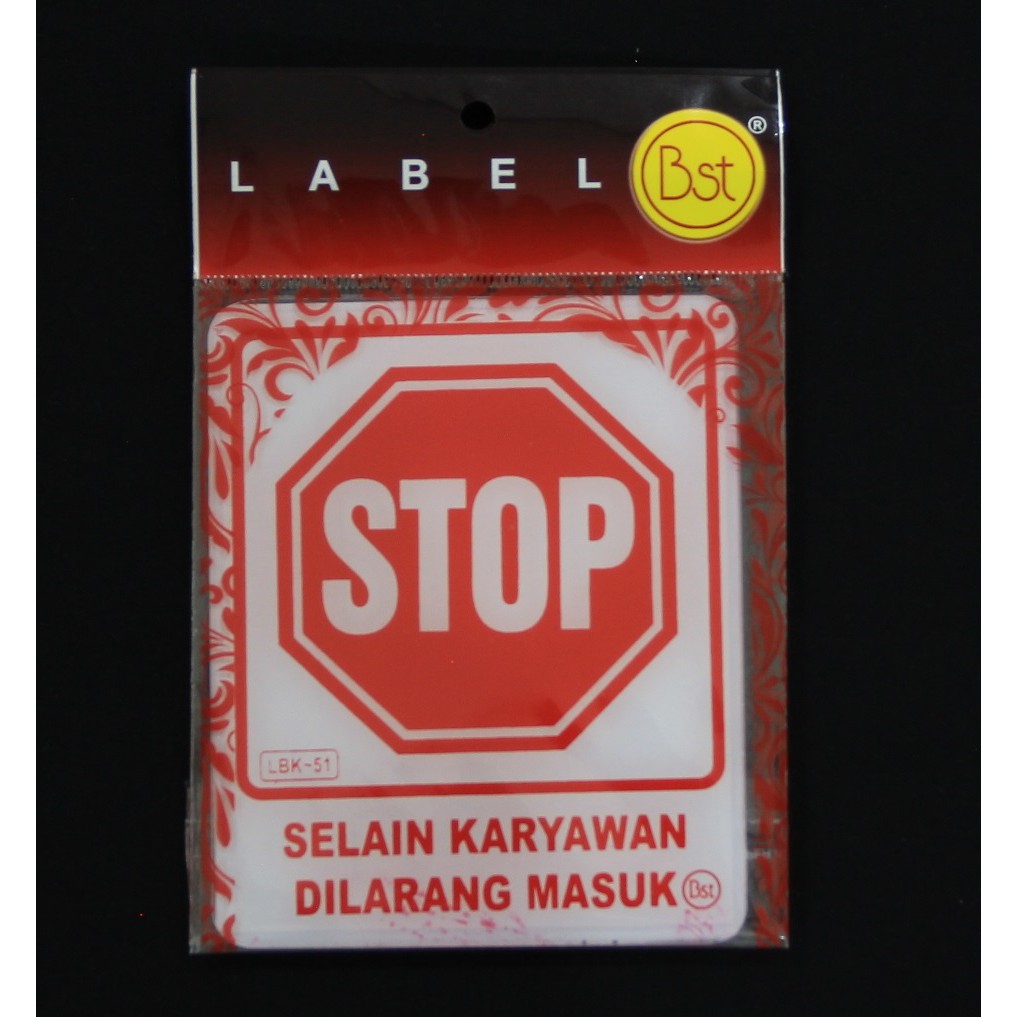 LABEL
Bst ®
STOP
LBK-51
SELAIN KARYAWAN
DILARANG MASUK Bst